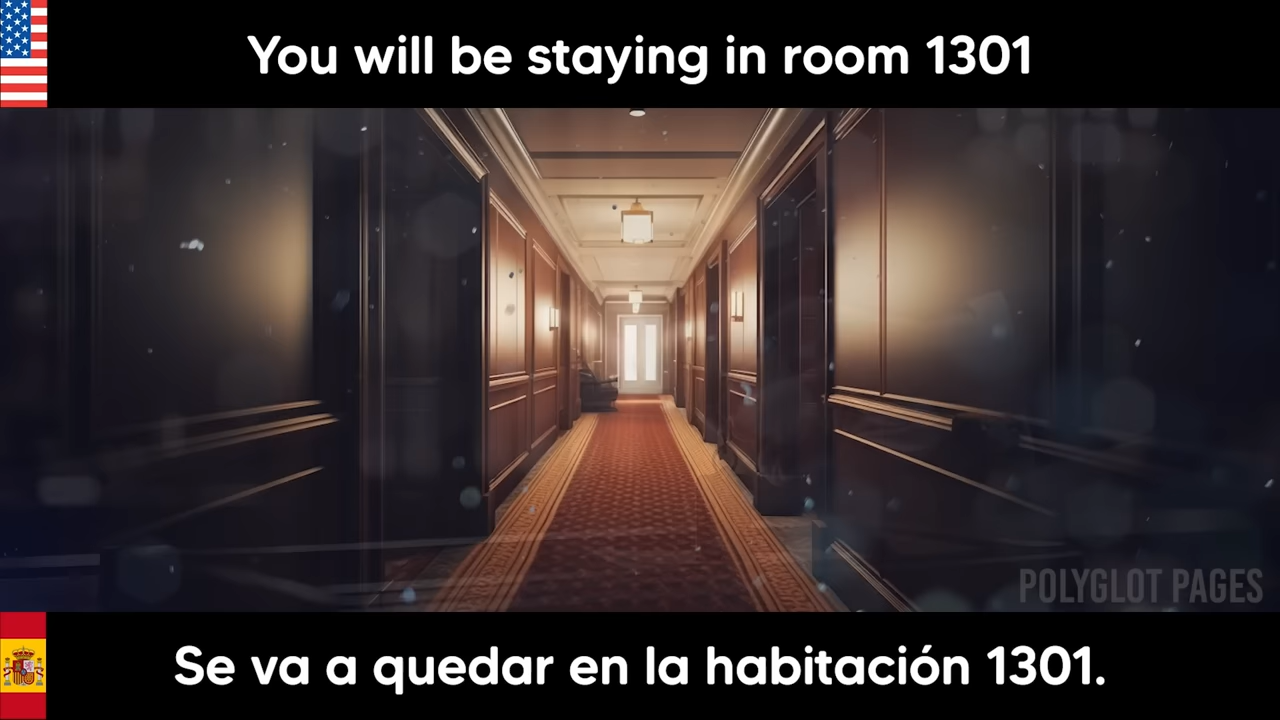 You will be staying in room 1301
POLYGLOT PAGES
Se va a quedar en la habitación 1301.